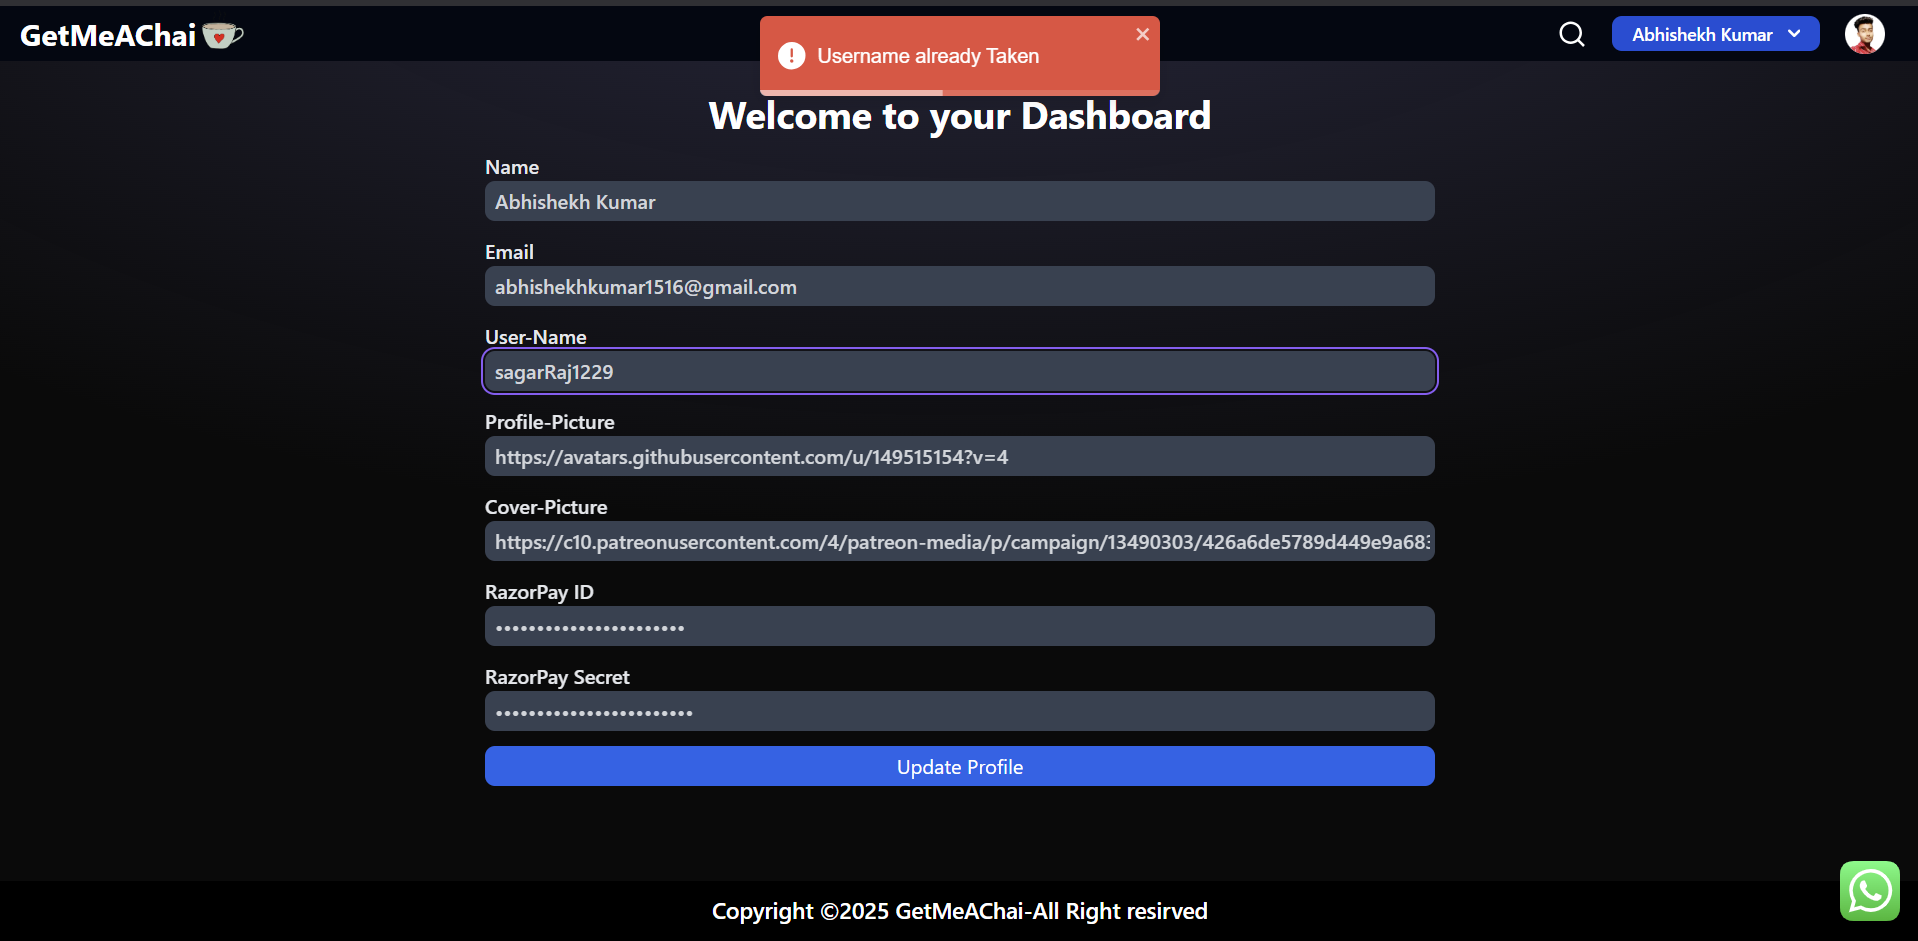 GetMeAChai
Username already Taken
Abhishekh Kumar
Welcome to your Dashboard
Name
Abhishekh Kumar
Email
abhishekhkumar1516@gmail.com
User-Name
sagarRaj1229
Profile-Picture
https://avatars.githubusercontent.com/u/149515154?v=4
Cover-Picture
https://c10.patreonusercontent.com/4/patreon-media/p/campaign/13490303/426a6de5789d449e9a683
RazorPay ID
•••••••••••••••••••••••
RazorPay Secret
••••••••••••••••••••••••
Update Profile
Copyright ©2025 GetMeAChai-All Right resirved